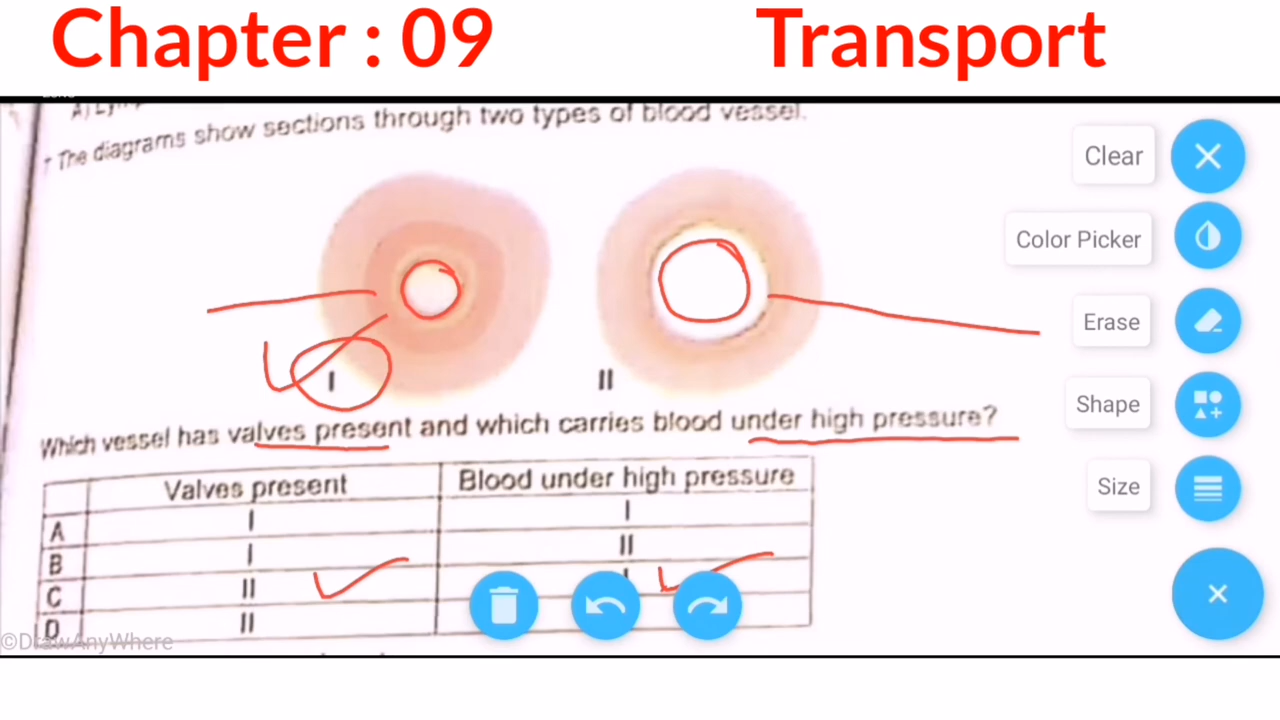 Chapter : 09 Transport
The diagrams show sections through two types of blood vessel.
Clear
Color Picker
Erase
Shape
Size
I II
Which vessel has valves present and which carries blood under high pressure?
Valves present Blood under high pressure
A I I
B I II
C II I
D II
©DrawAnyWhere